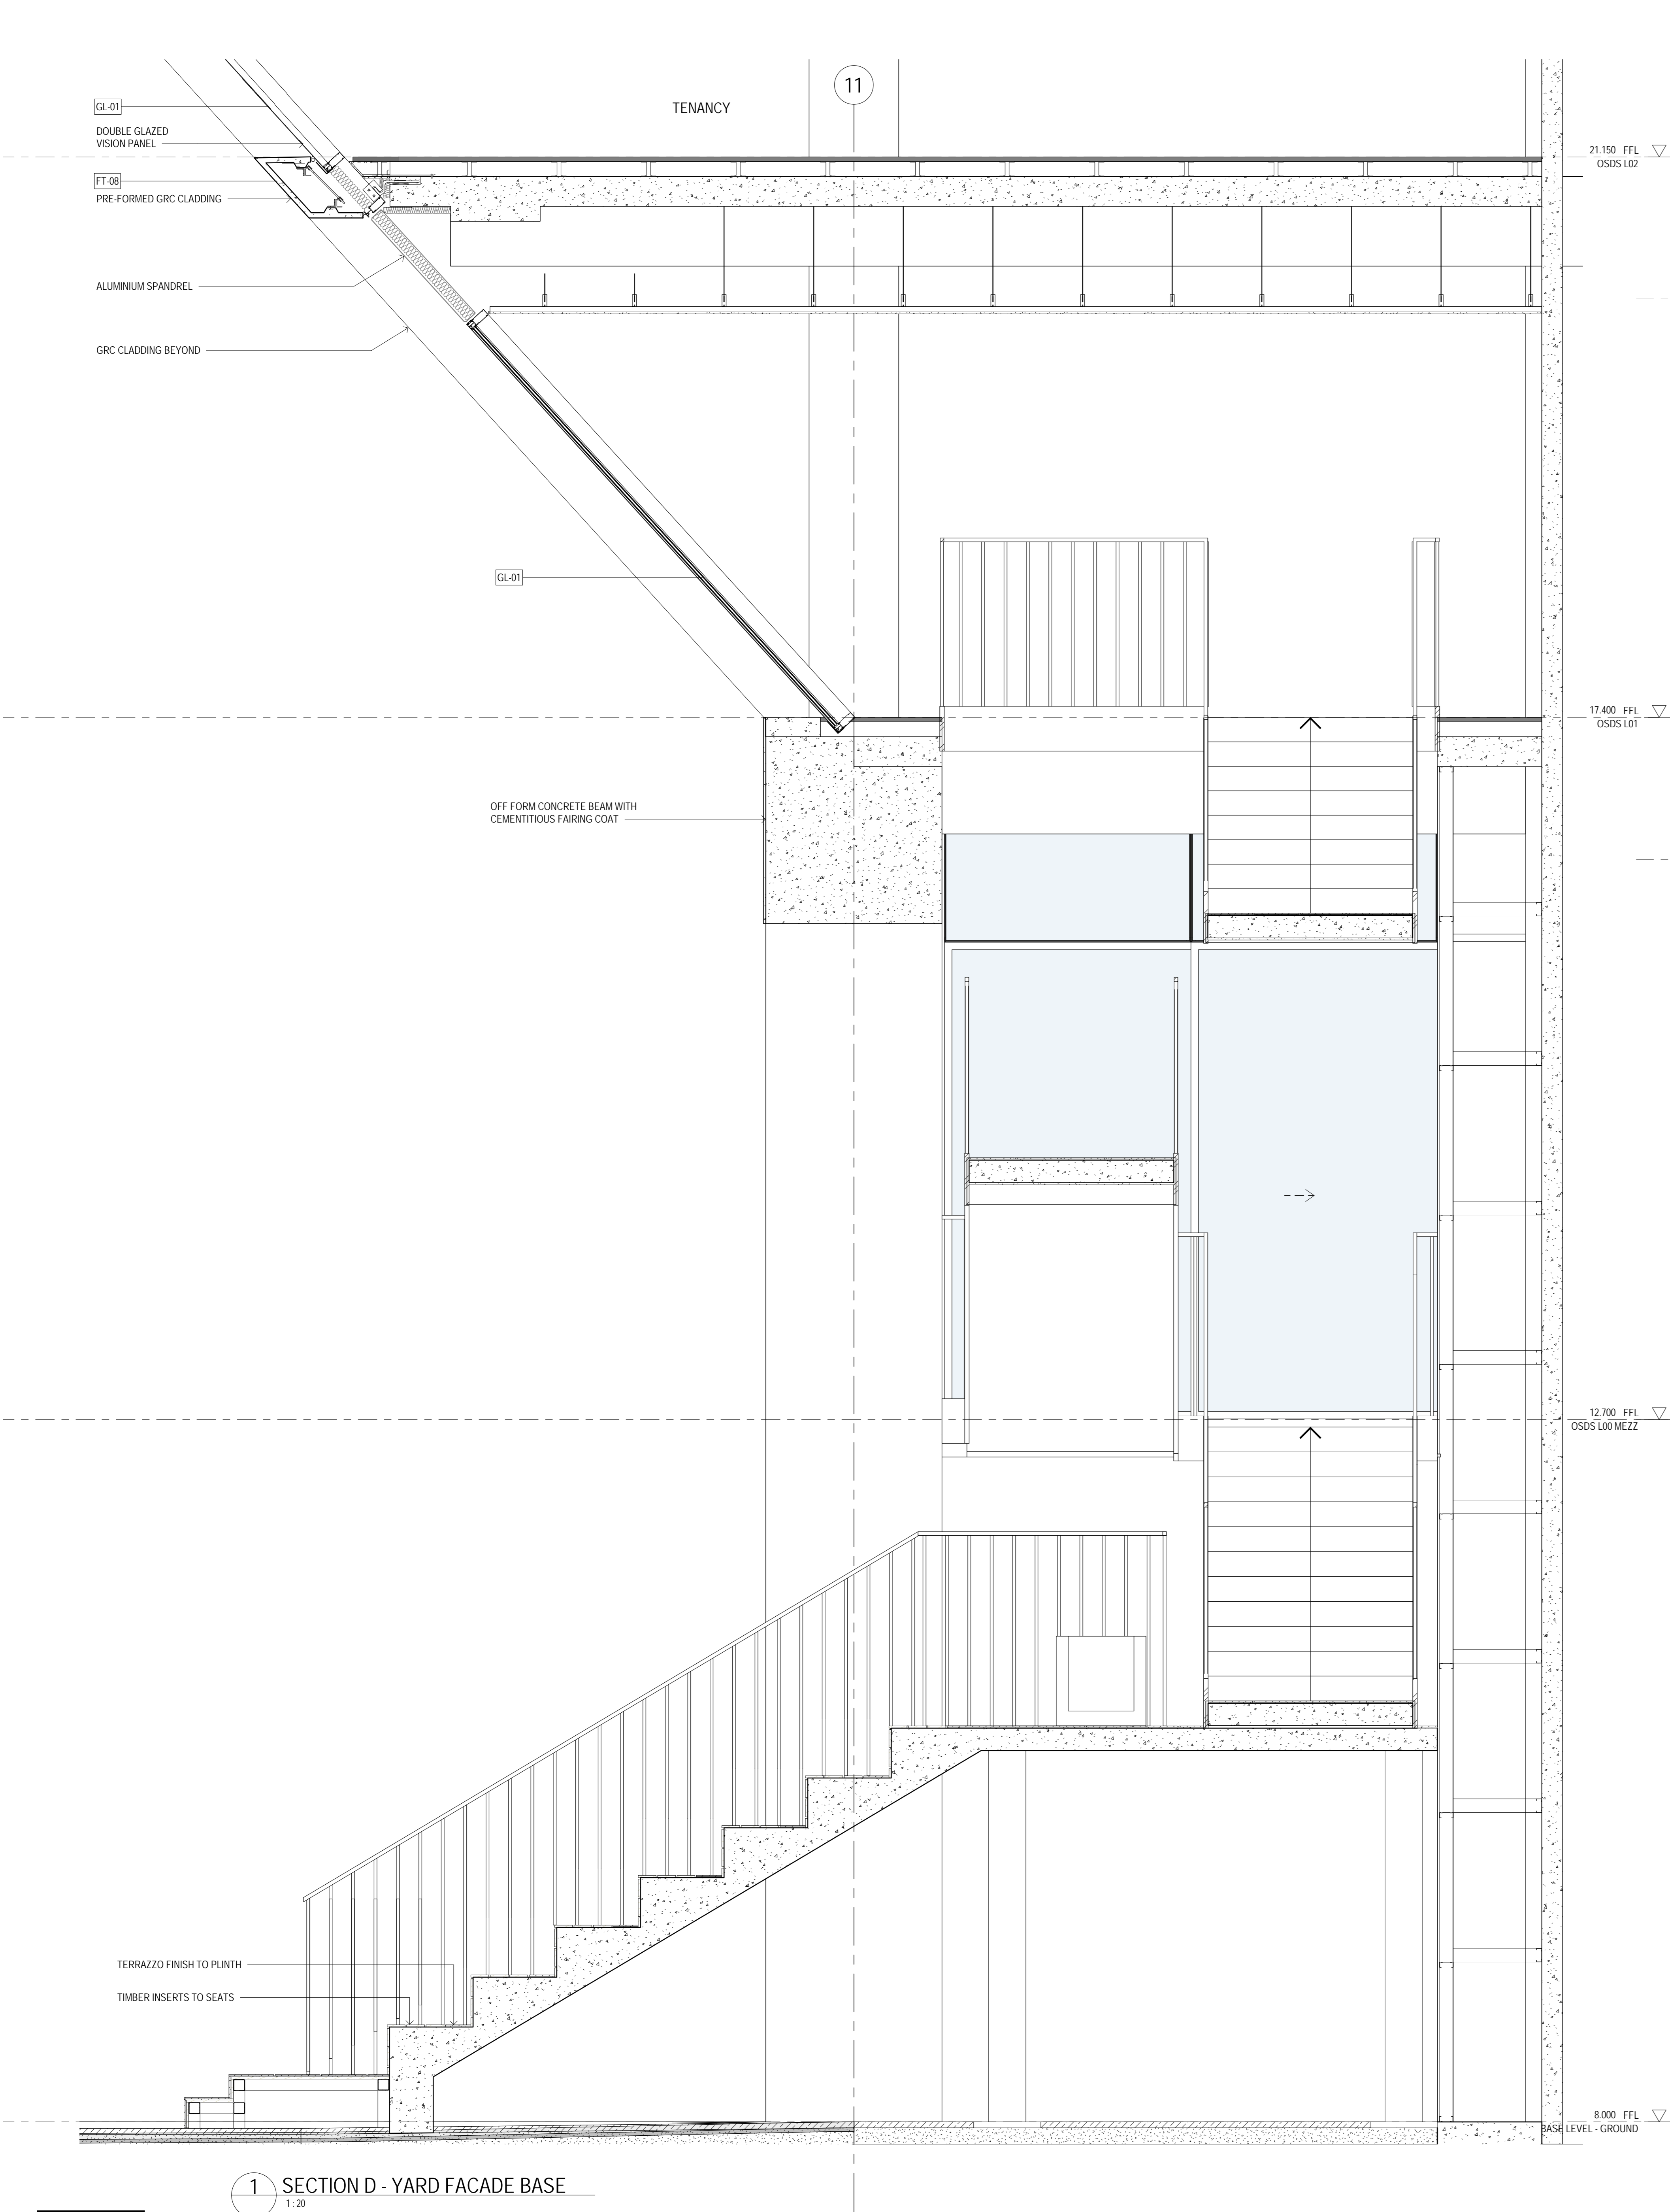 11
TENANCY
GL-01
DOUBLE GLAZED
VISION PANEL
21.150 FFL
OSDS L02
FT-08
PRE-FORMED GRC CLADDING
ALUMINIUM SPANDREL
GRC CLADDING BEYOND
GL-01
17.400 FFL
OSDS L01
OFF FORM CONCRETE BEAM WITH
CEMENTITIOUS FAIRING COAT
12.700 FFL
OSDS L00 MEZZ
TERRAZZO FINISH TO PLINTH
TIMBER INSERTS TO SEATS
8.000 FFL
BASE LEVEL - GROUND
1 SECTION D - YARD FACADE BASE
1 : 20